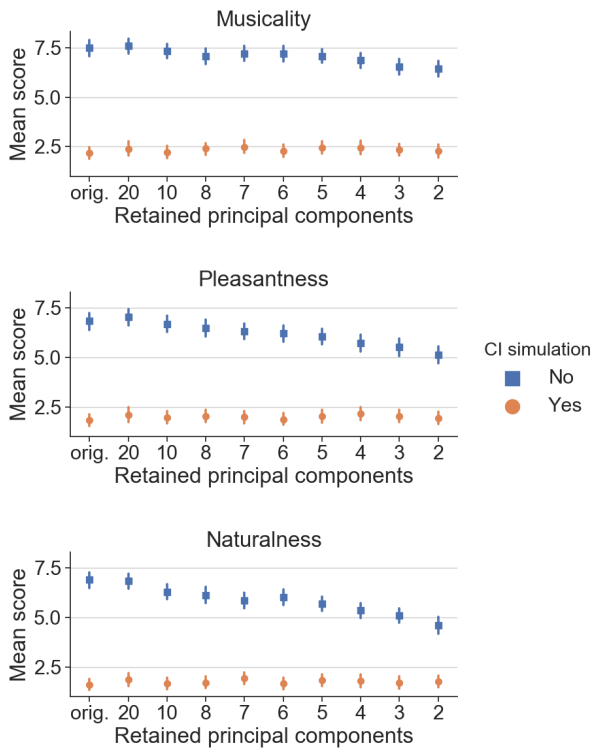 Musicality
Mean score
7.5
5.0
2.5
orig. 20 10 8 7 6 5 4 3 2
Retained principal components
Pleasantness
Mean score
7.5
5.0
2.5
orig. 20 10 8 7 6 5 4 3 2
Retained principal components
CI simulation
No
Yes
Naturalness
Mean score
7.5
5.0
2.5
orig. 20 10 8 7 6 5 4 3 2
Retained principal components